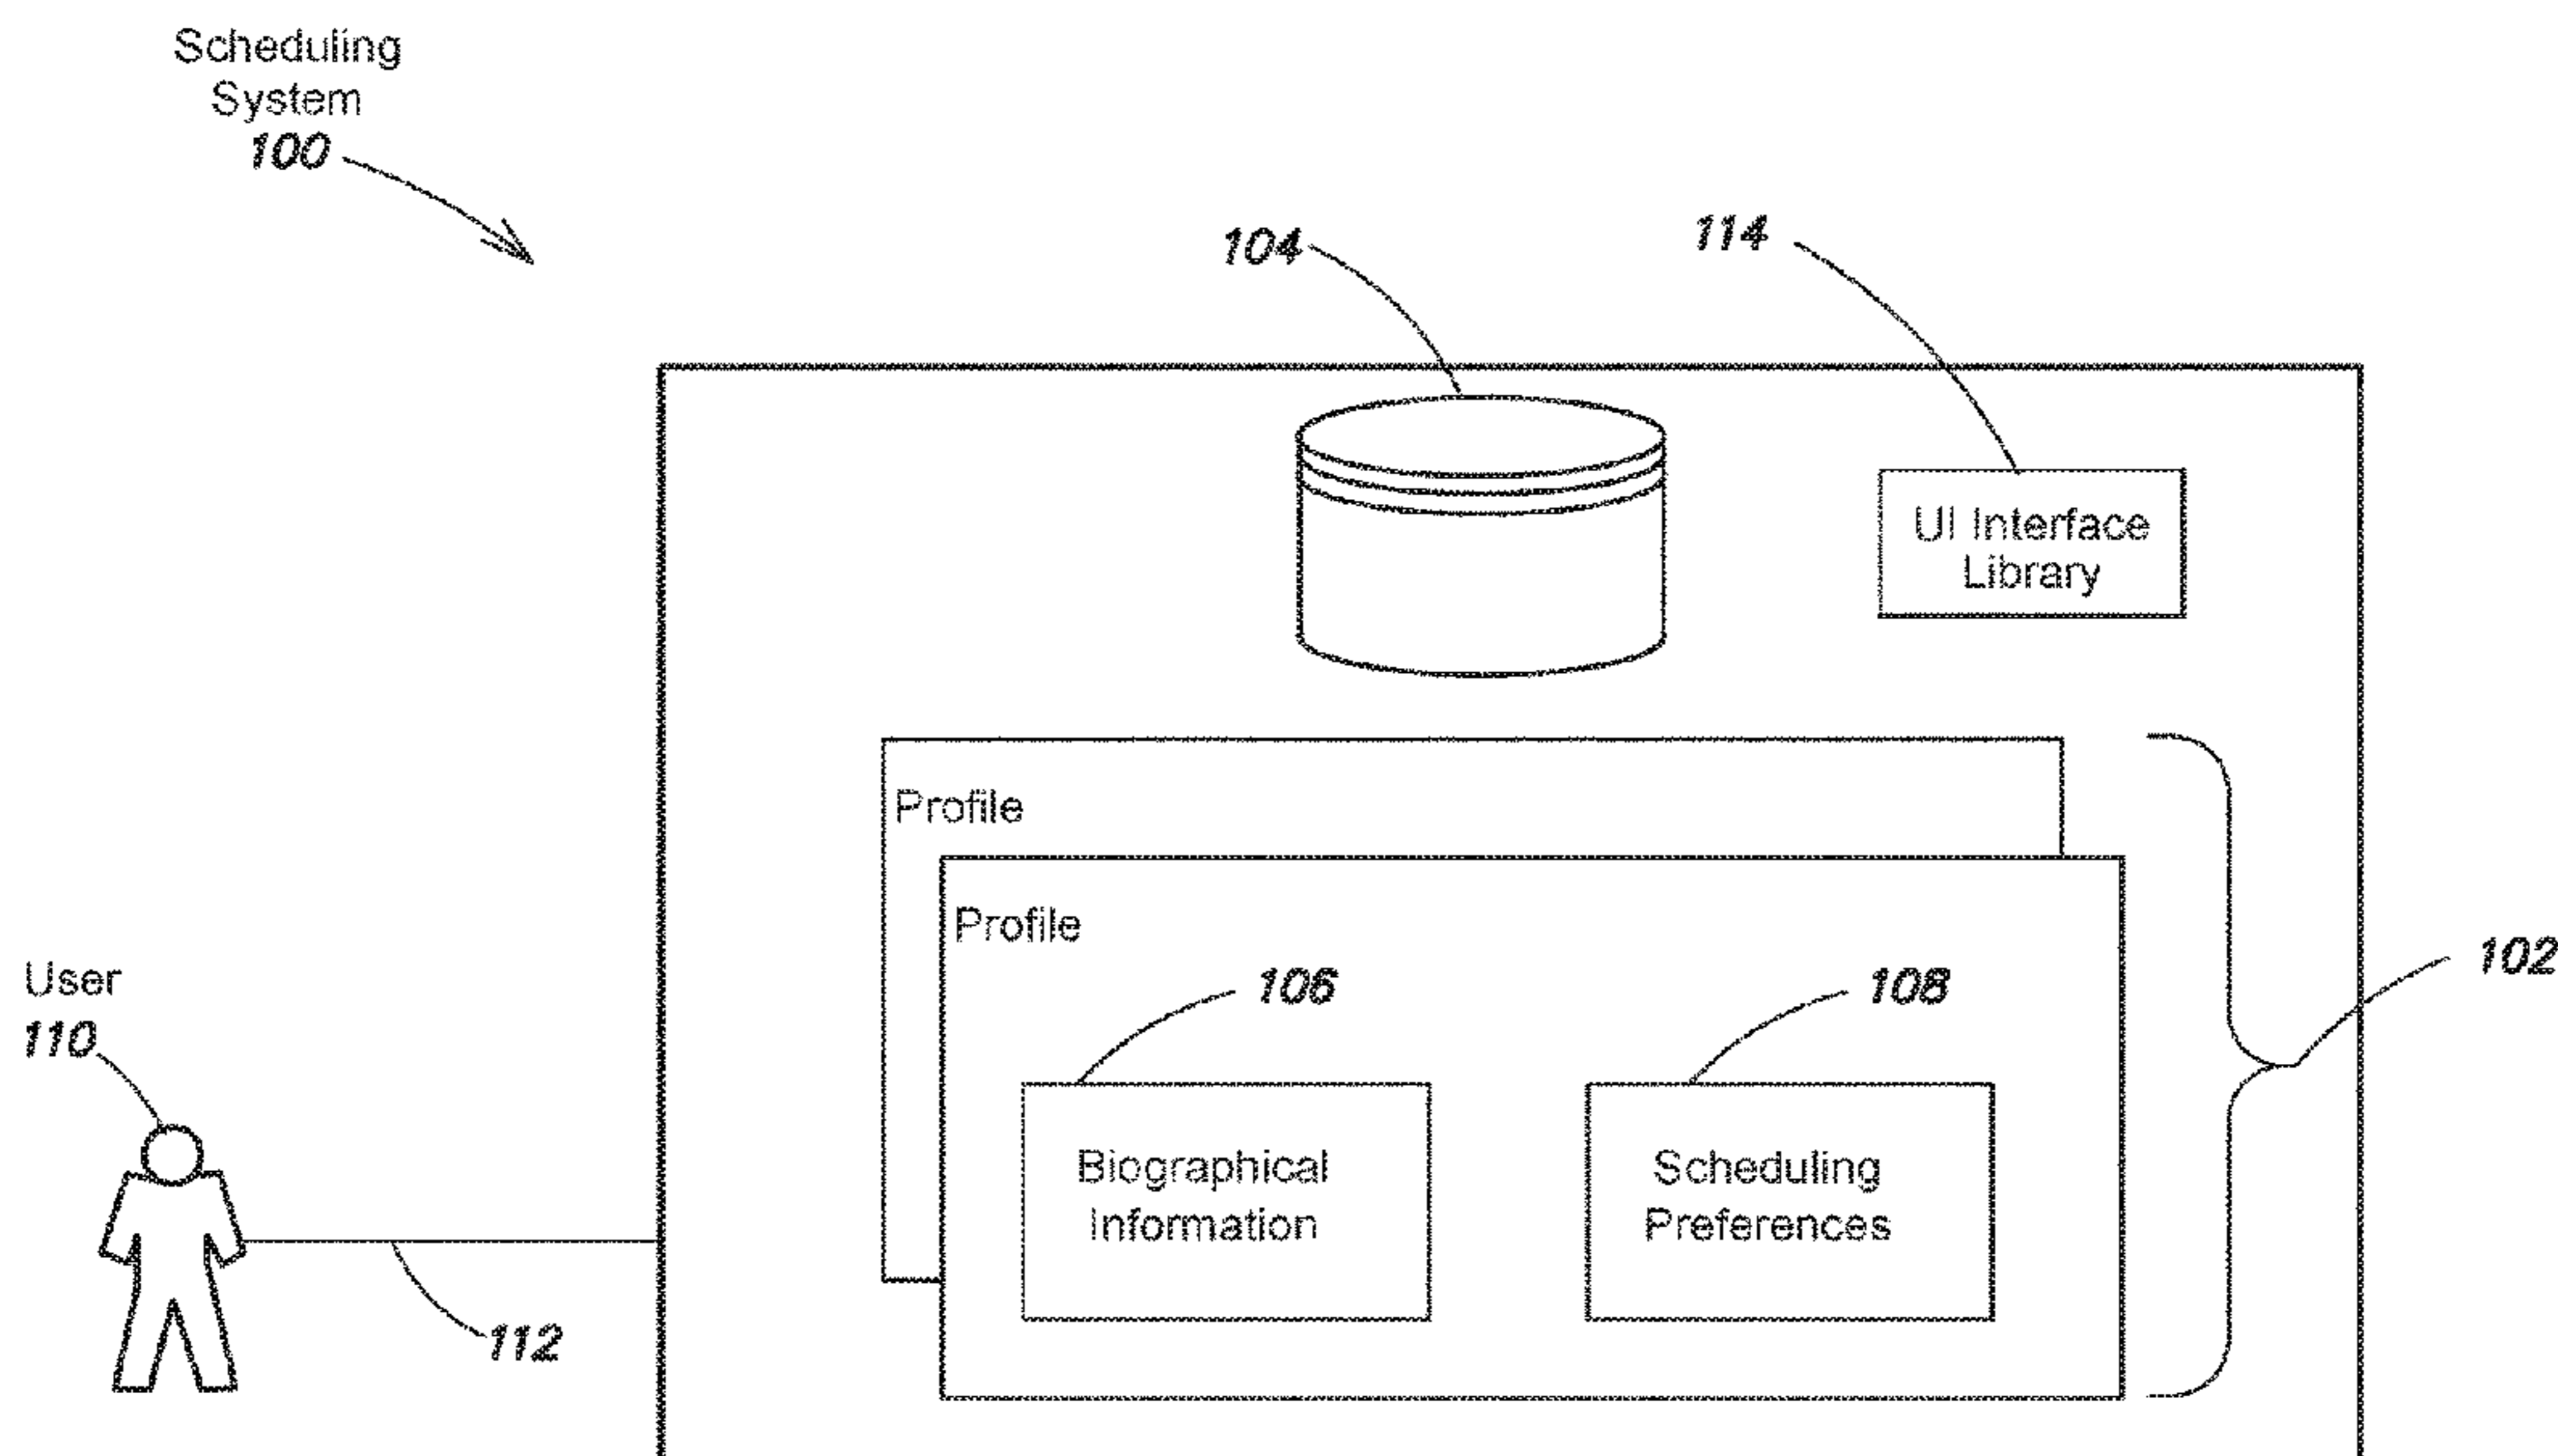 Scheduling
System
100
104
114
UI Interface
Library
Profile
Profile
User
110
106
108
102
Biographical
Information
Scheduling
Preferences
112